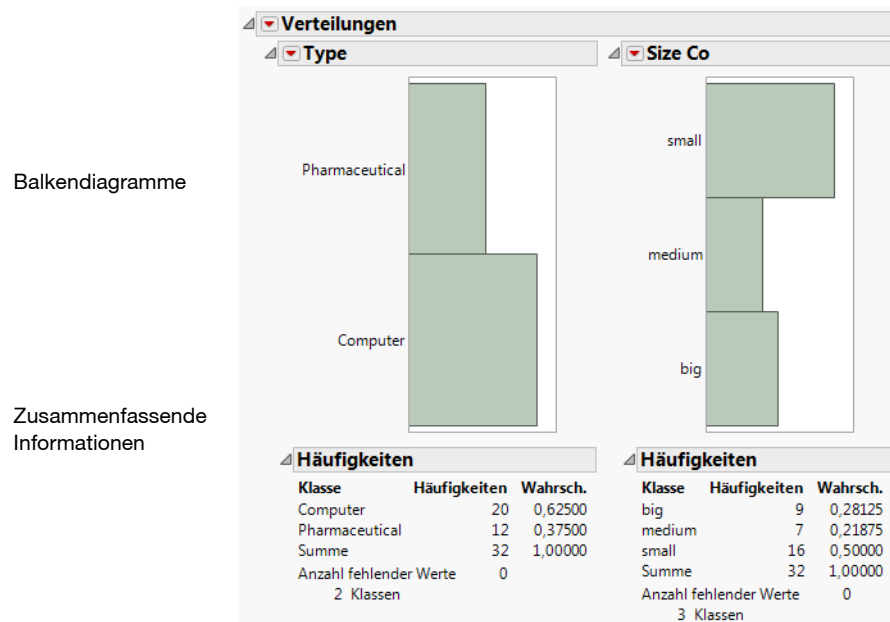 Verteilungen
Type
Size Co
Balkendiagramme
Pharmaceutical
Computer
small
medium
big
Zusammenfassende
Informationen
Häufigkeiten
Klasse Häufigkeiten Wahrsch.
Computer 20 0,62500
Pharmaceutical 12 0,37500
Summe 32 1,00000
Anzahl fehlender Werte 0
2 Klassen
Häufigkeiten
Klasse Häufigkeiten Wahrsch.
big 9 0,28125
medium 7 0,21875
small 16 0,50000
Summe 32 1,00000
Anzahl fehlender Werte 0
3 Klassen